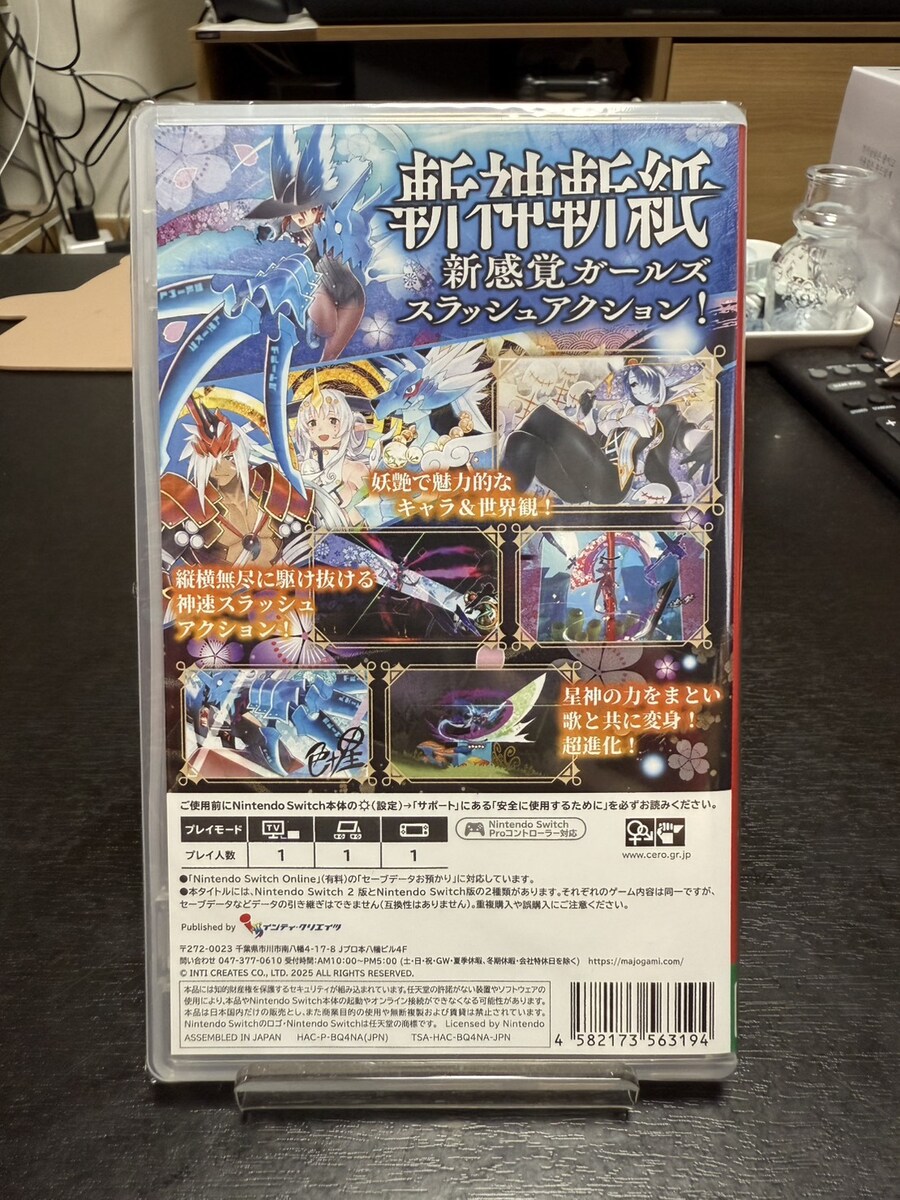 斬神斬紙
新感覚ガールズ
スラッシュアクション！
妖艶で魅力的な
キャラ＆世界観！
縦横無尽に駆け抜ける
神速スラッシュ
アクション！
星神の力をまとい
歌と共に変身！
超進化！
ご使用前にNintendo Switch本体の(設定)→「サポート」にある「安全に使用するために」を必ずお読みください。
プレイモード TV
プレイ人数 1 1 1
Nintendo Switch
Proコントローラー対応
www.cero.gr.jp
●「Nintendo Switch Online」(有料)の「セーブデータお預かり」に対応しています。
●本タイトルには、Nintendo Switch 2 版とNintendo Switch版の2種類があります。それぞれのゲーム内容は同一ですが、
セーブデータなどデータの引き継ぎはできません(互換性はありません)。重複購入や誤購入にご注意ください。
Published by インティ・クリエイツ
〒272-0023 千葉県市川市南八幡4-17-8 Jプロ本八幡ビル4F
問い合わせ 047-377-0610 受付時間:AM10:00~PM5:00 (土・日・祝・GW・夏季休暇、冬期休暇・会社特休日を除く) https://majogami.com/
© INTI CREATES CO., LTD. 2025 ALL RIGHTS RESERVED.
本品には知的財産権を保護するセキュリティが組み込まれています。任天堂の許諾がない装置やソフトウェアの
使用により、本品やNintendo Switch本体の起動やオンライン接続ができなくなる可能性があります。
本品は日本国内だけの販売とし、また商業目的の使用や無断複製および賃貸は禁止されています。
Nintendo Switchのロゴ・Nintendo Switchは任天堂の商標です。 Licensed by Nintendo
ASSEMBLED IN JAPAN HAC-P-BQ4NA(JPN) TSA-HAC-BQ4NA-JPN
4 582173 563194